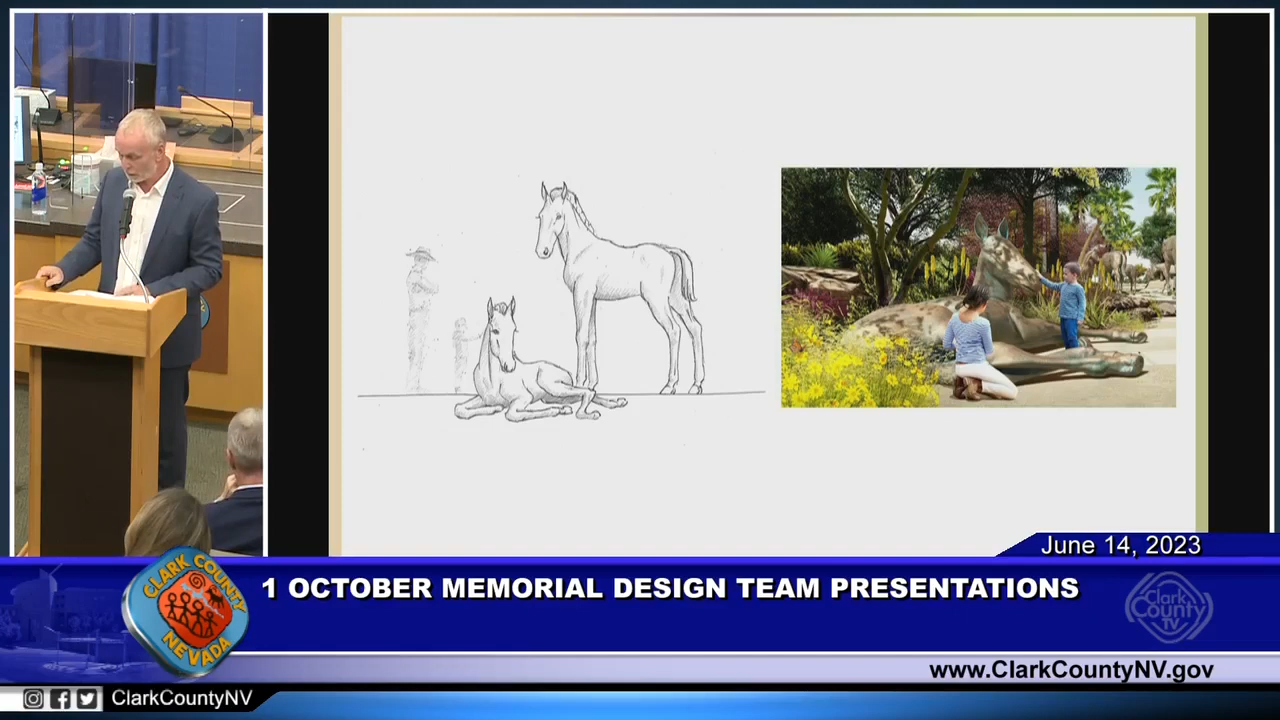 June 14, 2023
1 OCTOBER MEMORIAL DESIGN TEAM PRESENTATIONS
CLARK COUNTY
NEVADA
Clark
County
TV
www.ClarkCountyNV.gov
ClarkCountyNV